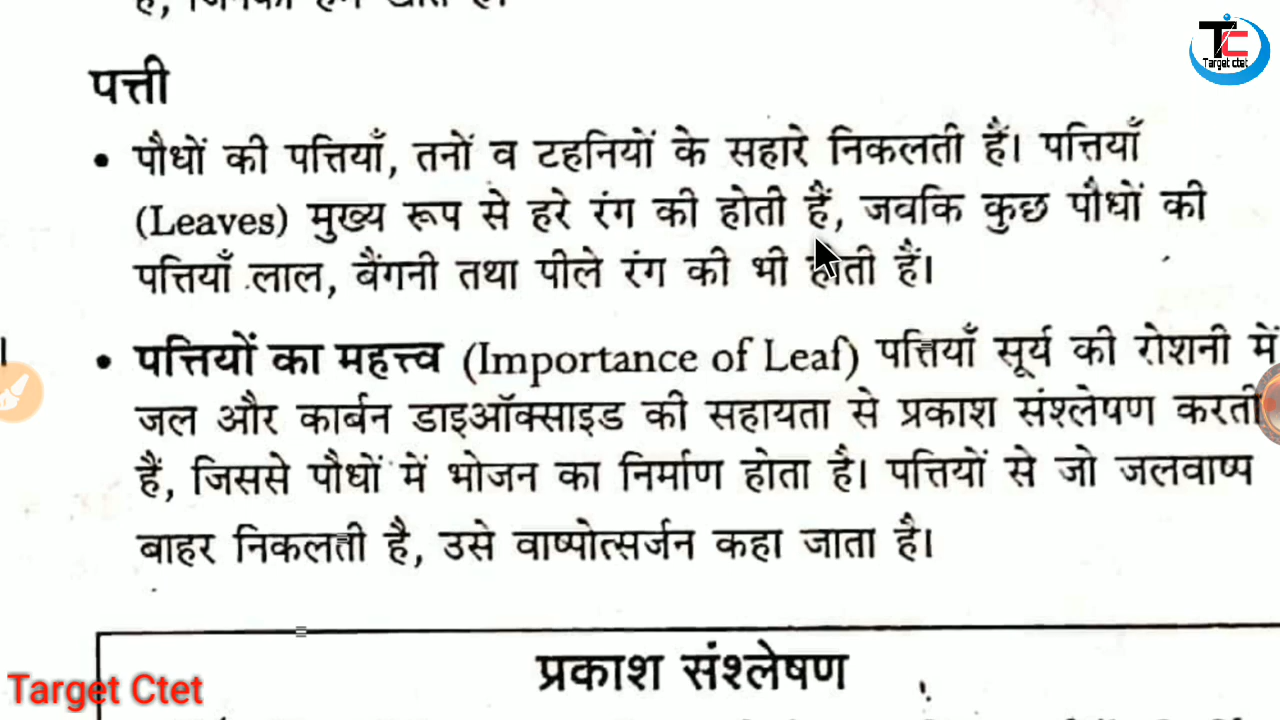 पत्ती
• पौधों की पत्तियाँ, तनों व टहनियों के सहारे निकलती हैं। पत्तियाँ
(Leaves) मुख्य रूप से हरे रंग की होती हैं, जबकि कुछ पौधों की
पत्तियाँ लाल, बैंगनी तथा पीले रंग की भी होती हैं।
• पत्तियों का महत्त्व (Importance of Leaf) पत्तियाँ सूर्य की रोशनी में
जल और कार्बन डाइऑक्साइड की सहायता से प्रकाश संश्लेषण करती
हैं, जिससे पौधों में भोजन का निर्माण होता है। पत्तियों से जो जलवाष्प
बाहर निकलती है, उसे वाष्पोत्सर्जन कहा जाता है।
प्रकाश संश्लेषण
TC
Target ctet
Target Ctet